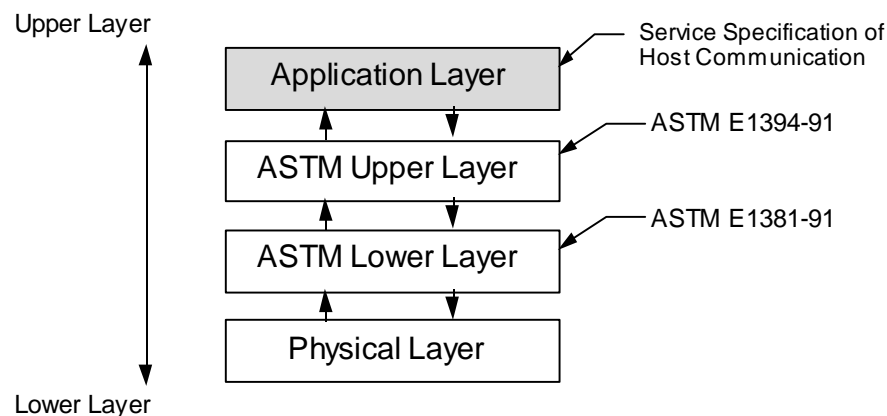 Upper Layer
Service Specification of
Host Communication
Application Layer
ASTM E1394-91
ASTM Upper Layer
ASTM E1381-91
ASTM Lower Layer
Physical Layer
Lower Layer